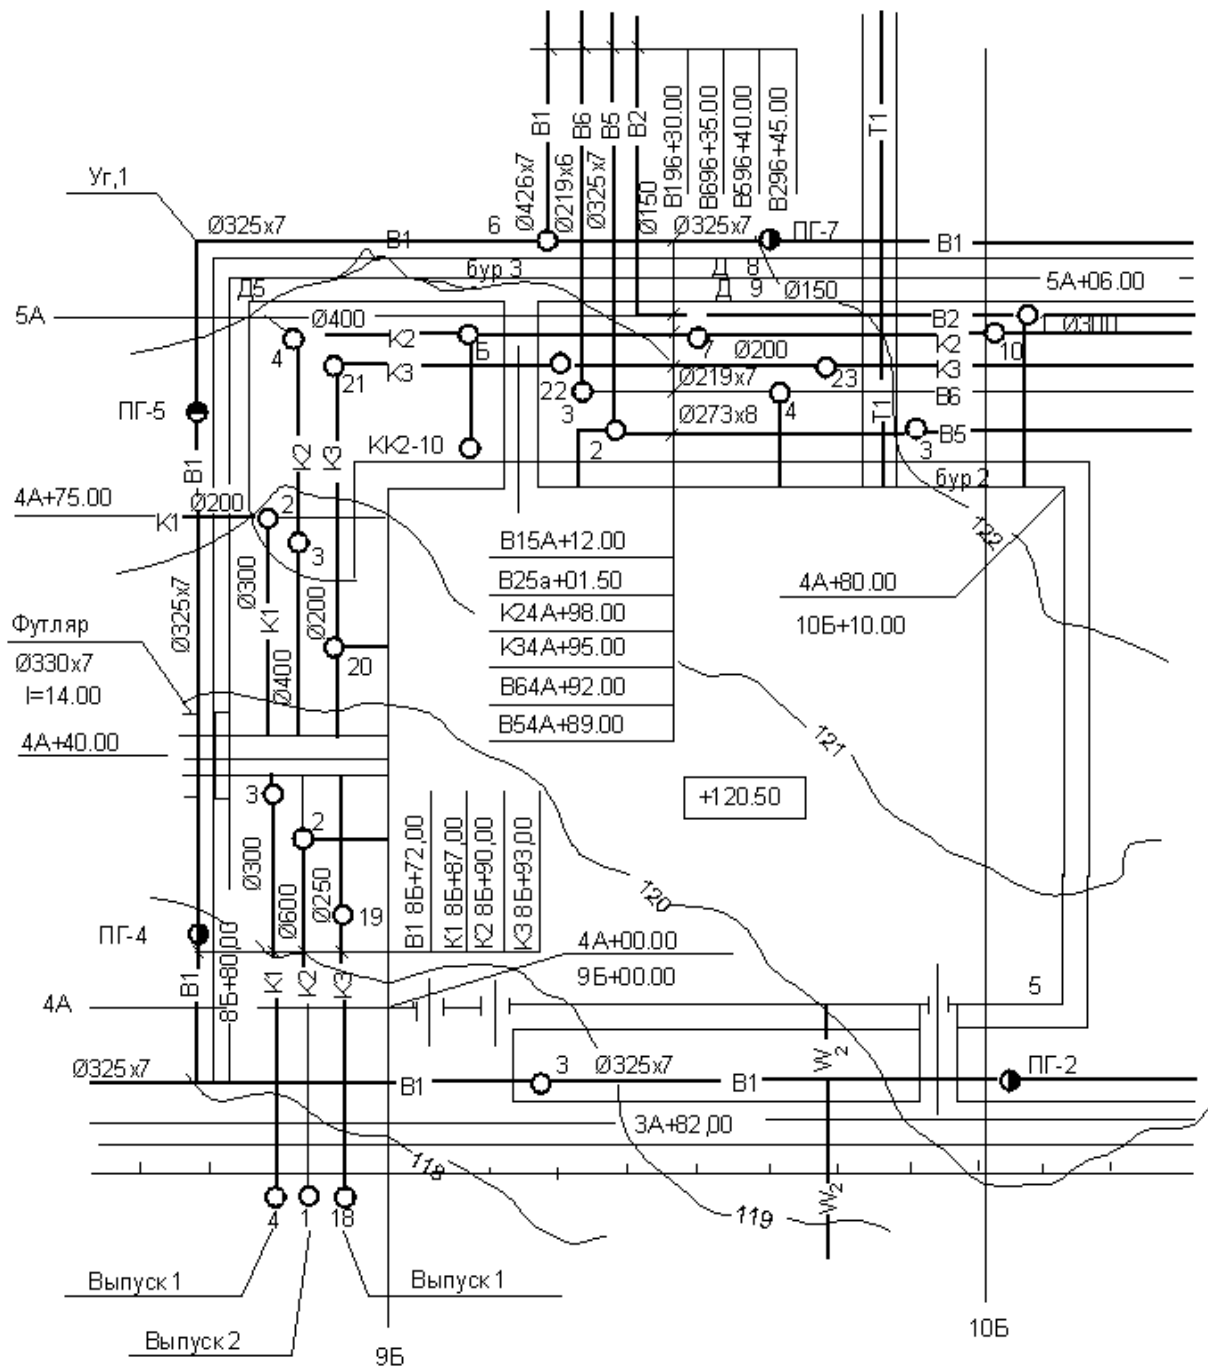 В1
В6
В5
В2
Т1
В196+30.00
В696+35.00
В596+40.00
В296+45.00
Ø426х7
Ø219х6
Ø325х7
Ø150
Уг,1
Ø325х7
В1
6
Ø325х7
ПГ-7
В1
бур 3
Д 8
Д 9
Ø150
5А+06.00
Д5
5А
Ø400
К2
4
Б
7
Ø200
В2
К2
10
21
К3
22
23
К3
3
Ø219х7
4
В6
ПГ-5
КК2-10
2
Ø273х8
Т1
3
В5
В1
К2
К3
бур 2
4А+75.00
Ø200
К1
2
3
122
В15А+12.00
В25а+01.50
К24А+98.00
К34А+95.00
В64А+92.00
В54А+89.00
4А+80.00
10Б+10.00
Ø325х7
Ø300
К1
Ø200
Ø400
20
Футляр
Ø330х7
l=14.00
4А+40.00
121
+120.50
3
2
Ø300
Ø600
Ø250
19
В1 8Б+72,00
К1 8Б+87,00
К2 8Б+90,00
К3 8Б+93,00
120
ПГ-4
8Б+80,00
4А+00.00
9Б+00.00
В1
К1
К2
К3
4А
5
Ø325х7
В1
3
Ø325х7
В1
W2
ПГ-2
3А+82,00
118
119
W2
4
1
18
Выпуск 1
Выпуск 1
Выпуск 2
9Б
10Б